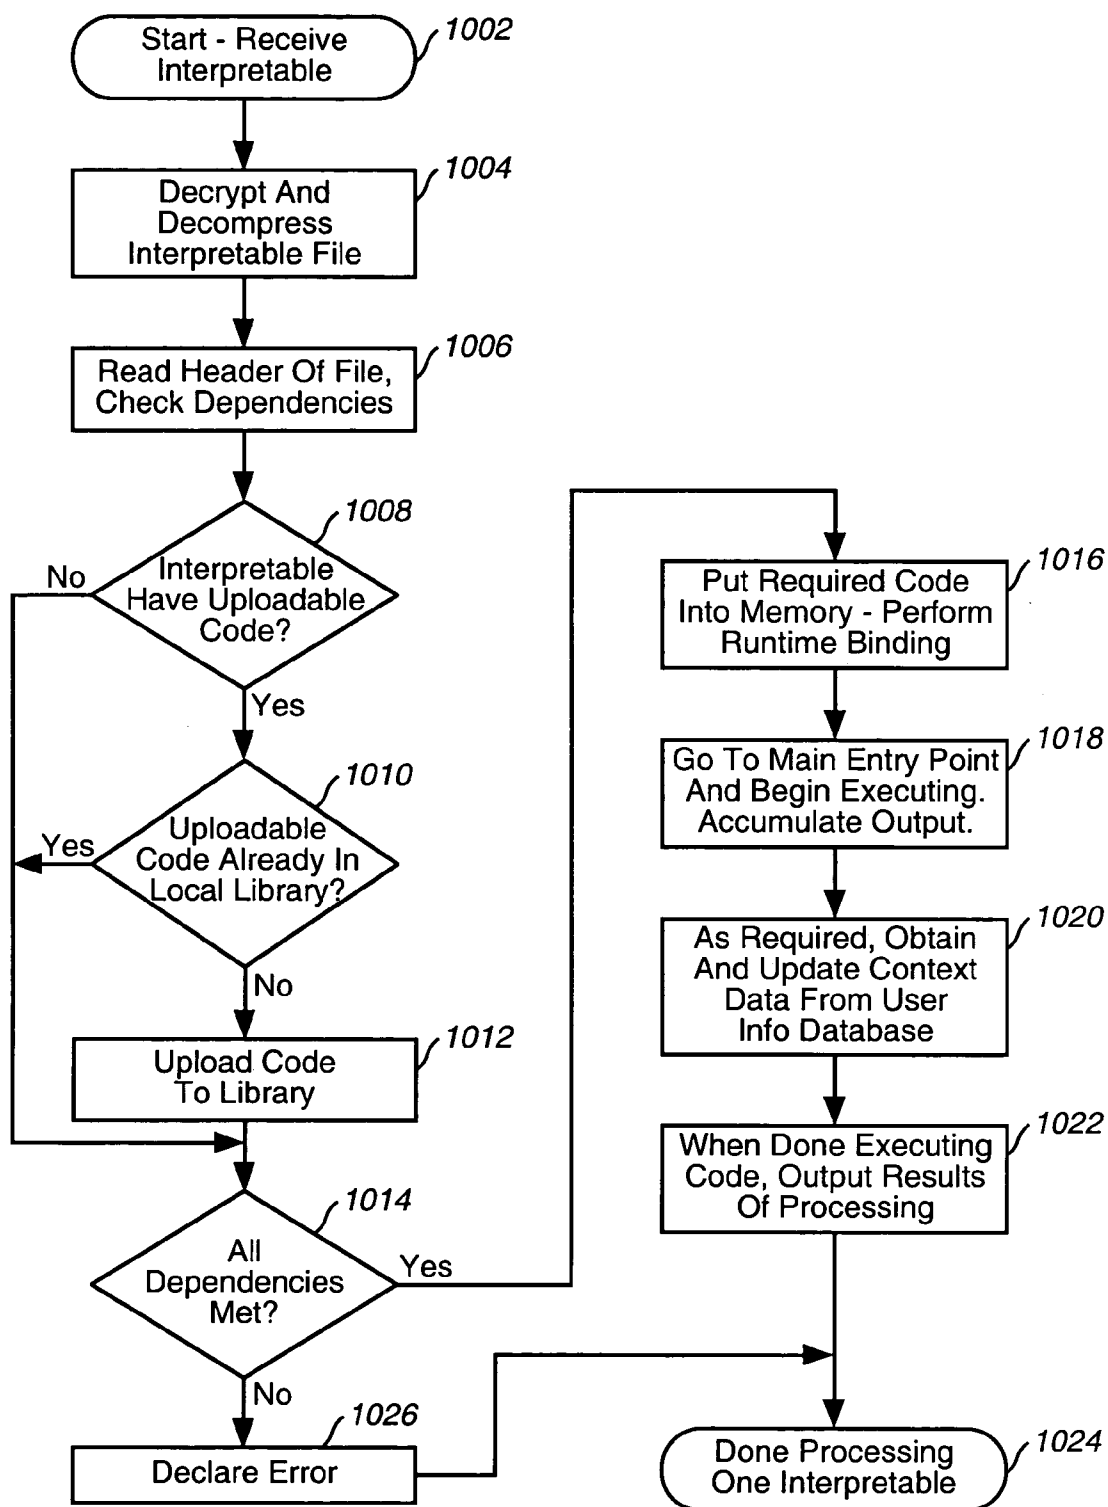 Start - Receive
Interpretable
1002
Decrypt And
Decompress
Interpretable File
1004
Read Header Of File,
Check Dependencies
1006
Interpretable
Have Uploadable
Code?
1008
No
Yes
Uploadable
Code Already In
Local Library?
1010
Yes
No
Upload Code
To Library
1012
All
Dependencies
Met?
1014
Yes
No
Declare Error
1026
Put Required Code
Into Memory - Perform
Runtime Binding
1016
Go To Main Entry Point
And Begin Executing.
Accumulate Output.
1018
As Required, Obtain
And Update Context
Data From User
Info Database
1020
When Done Executing
Code, Output Results
Of Processing
1022
Done Processing
One Interpretable
1024